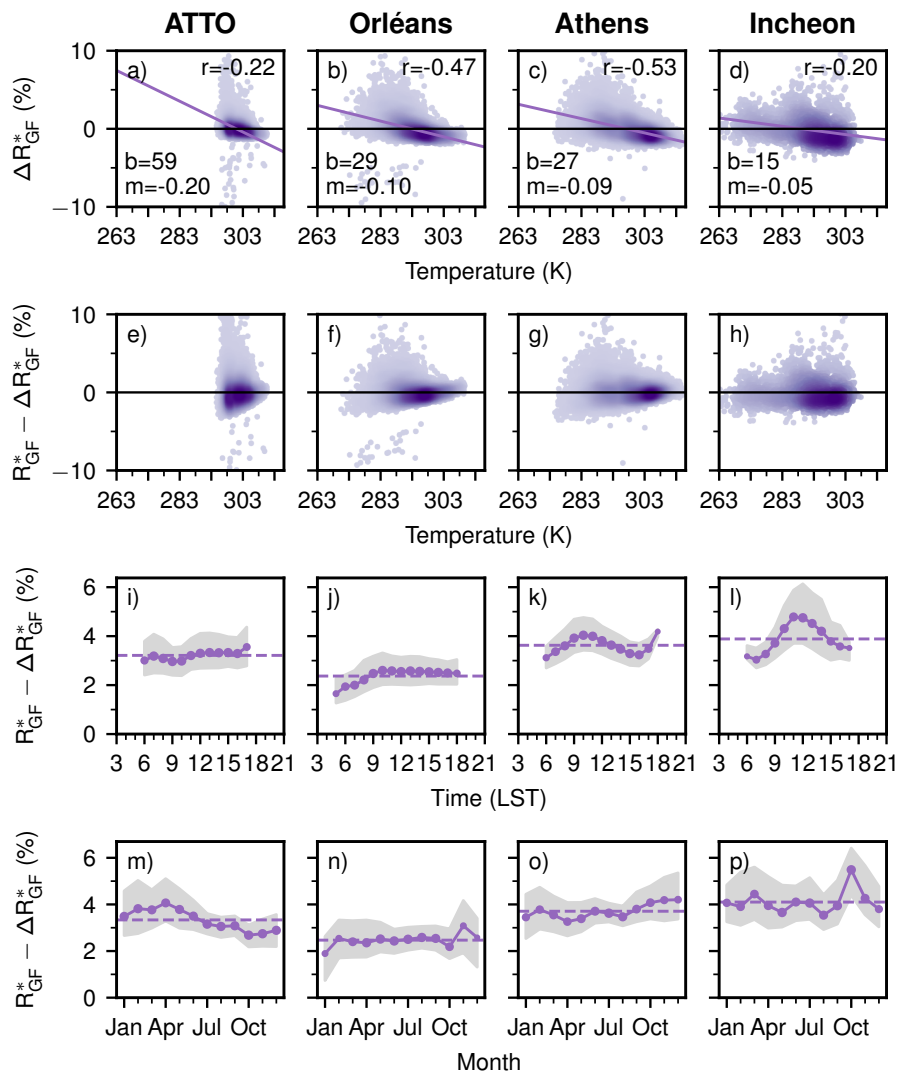 ATTO Orléans Athens Incheon
ΔR*GF (%)
10
0
−10
a) r=-0.22
b=59
m=-0.20
b) r=-0.47
b=29
m=-0.10
c) r=-0.53
b=27
m=-0.09
d) r=-0.20
b=15
m=-0.05
263 283 303 263 283 303 263 283 303 263 283 303
Temperature (K)
R*GF − ΔR*GF (%)
10
0
−10
e) f) g) h)
263 283 303 263 283 303 263 283 303 263 283 303
Temperature (K)
R*GF − ΔR*GF (%)
6
4
2
0
i) j) k) l)
3 6 9 12 15 18 21 3 6 9 12 15 18 21 3 6 9 12 15 18 21 3 6 9 12 15 18 21
Time (LST)
R*GF − ΔR*GF (%)
6
4
2
0
m) n) o) p)
Jan Apr Jul Oct Jan Apr Jul Oct Jan Apr Jul Oct Jan Apr Jul Oct
Month